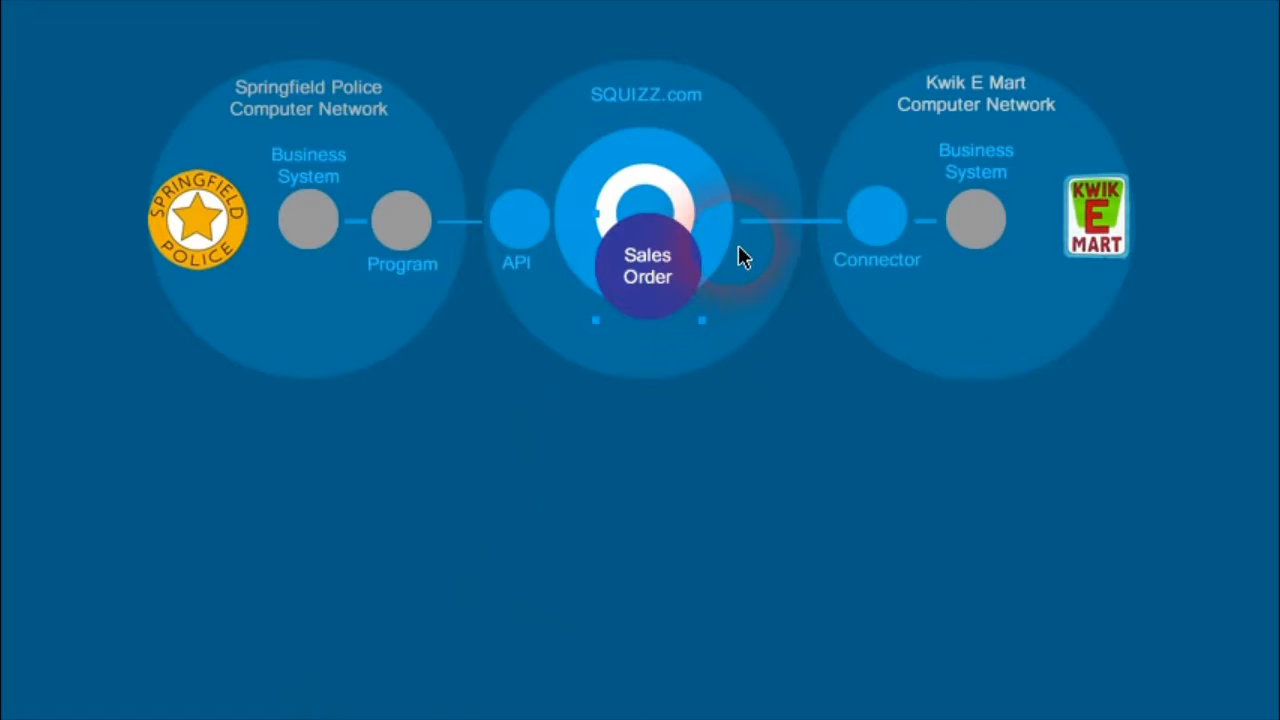 Springfield Police
Computer Network
Business
System
SPRINGFIELD
POLICE
Program
SQUIZZ.com
API
Sales
Order
Kwik E Mart
Computer Network
Business
System
Connector
KWIK
E
MART